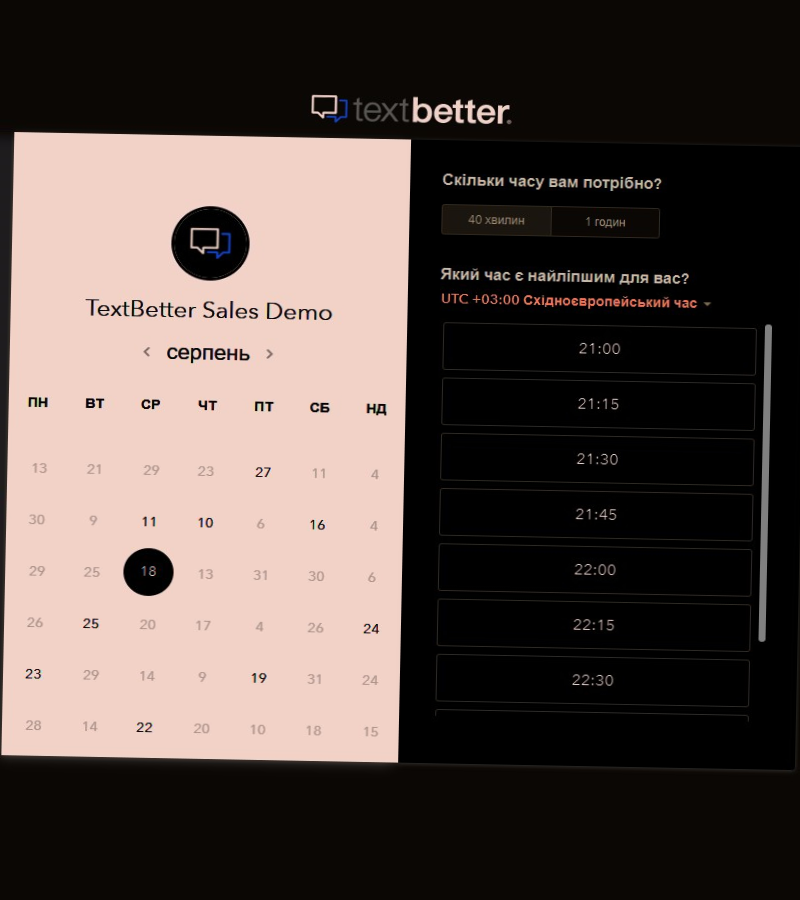 textbetter.
TextBetter Sales Demo
серпень
ПН ВТ СР ЧТ ПТ СБ НД
13 21 29 23 27 11 4
30 9 11 10 6 16 4
29 25 18 13 31 30 6
26 25 20 17 4 26 24
23 29 14 9 19 31 24
28 14 22 20 10 18 15
Скільки часу вам потрібно?
40 хвилин 1 годин
Який час є найліпшим для вас?
UTC +03:00 Східноєвропейський час
21:00
21:15
21:30
21:45
22:00
22:15
22:30